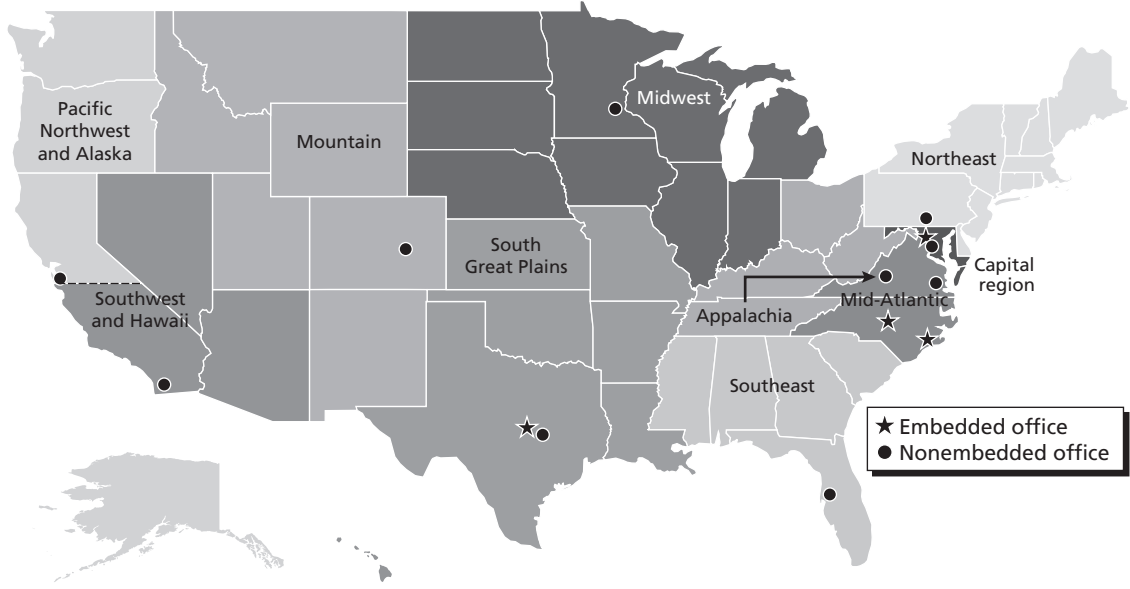 Pacific
Northwest
and Alaska
Mountain
Midwest
Northeast
South
Great Plains
Capital
region
Southwest
and Hawaii
Mid-Atlantic
Appalachia
Southeast
Embedded office
Nonembedded office